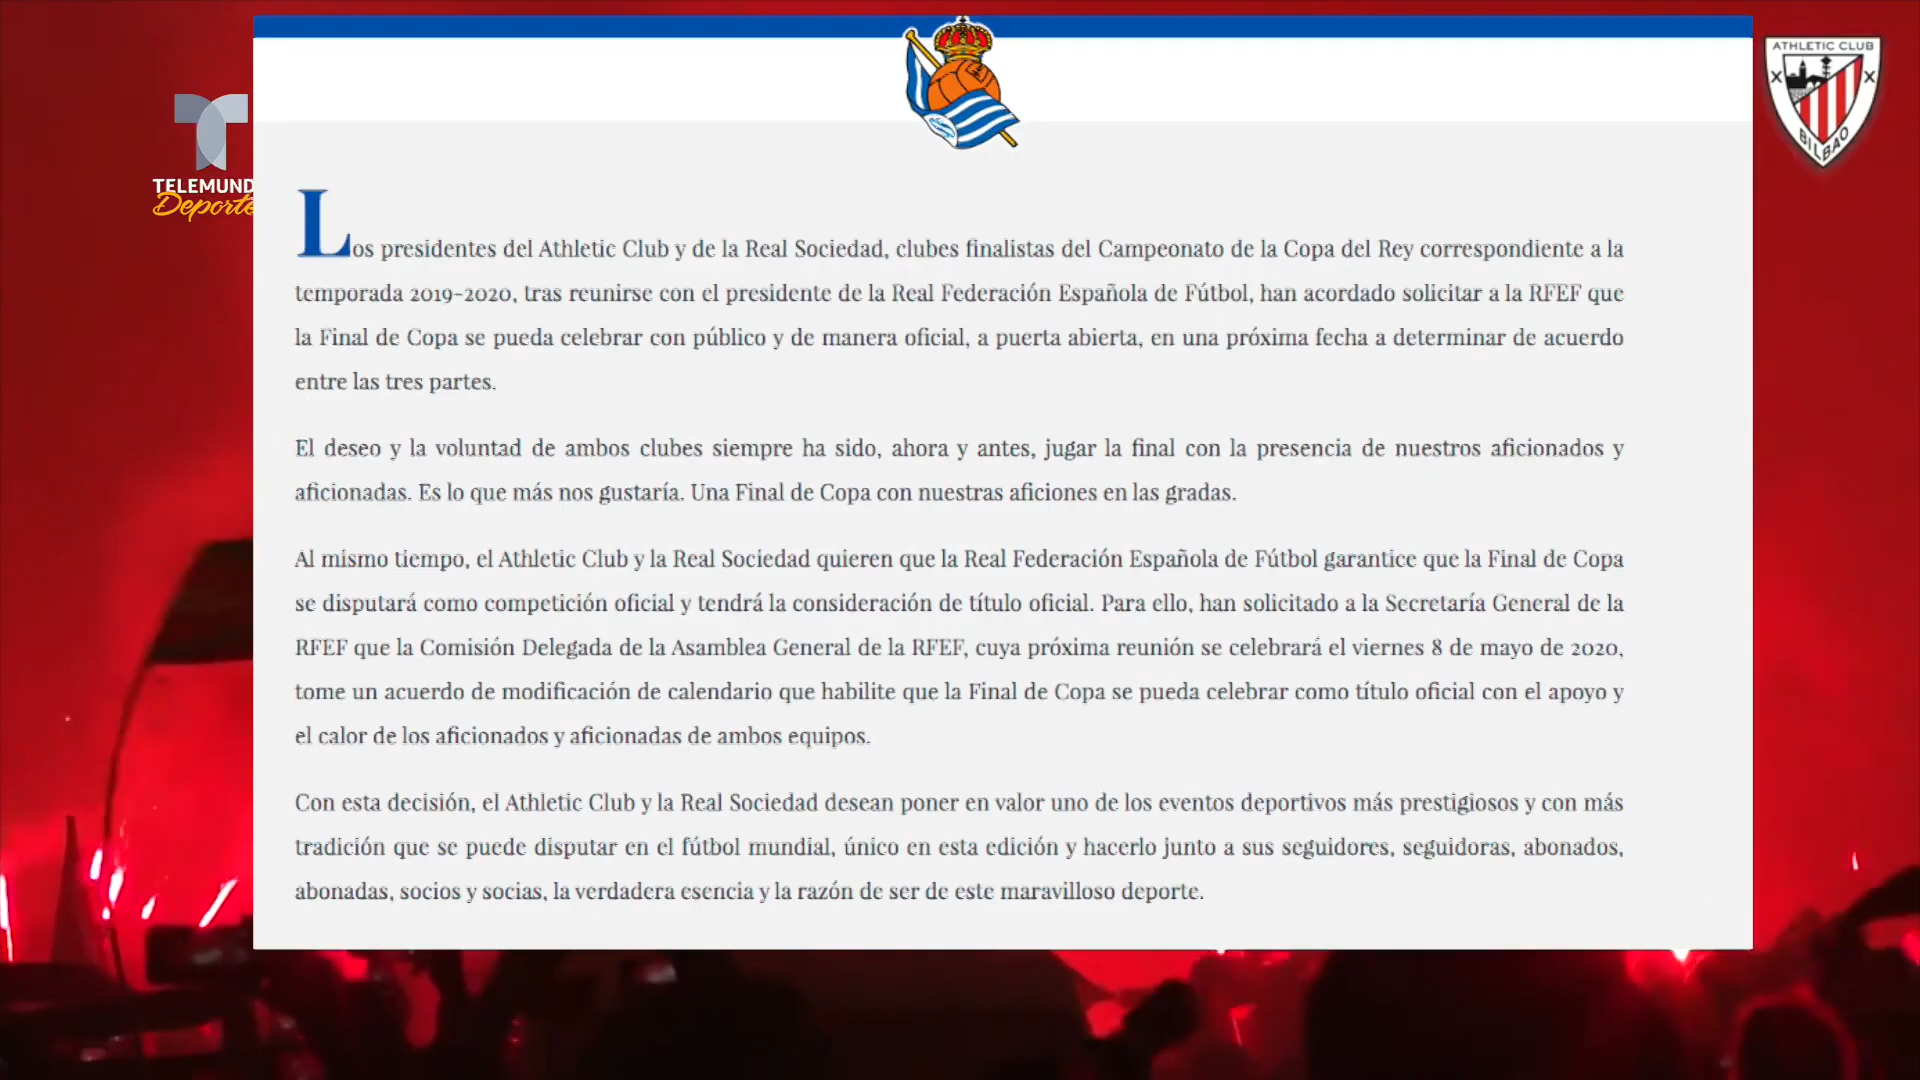 ATHLETIC CLUB
BILBAO
TELEMUND
Deporte
Los presidentes del Athletic Club y de la Real Sociedad, clubes finalistas del Campeonato de la Copa del Rey correspondiente a la
temporada 2019-2020, tras reunirse con el presidente de la Real Federación Española de Fútbol, han acordado solicitar a la RFEF que
la Final de Copa se pueda celebrar con público y de manera oficial, a puerta abierta, en una próxima fecha a determinar de acuerdo
entre las tres partes.
El deseo y la voluntad de ambos clubes siempre ha sido, ahora y antes, jugar la final con la presencia de nuestros aficionados y
aficionadas. Es lo que más nos gustaría. Una Final de Copa con nuestras aficiones en las gradas.
Al mismo tiempo, el Athletic Club y la Real Sociedad quieren que la Real Federación Española de Fútbol garantice que la Final de Copa
se disputará como competición oficial y tendrá la consideración de título oficial. Para ello, han solicitado a la Secretaría General de la
RFEF que la Comisión Delegada de la Asamblea General de la RFEF, cuya próxima reunión se celebrará el viernes 8 de mayo de 2020,
tome un acuerdo de modificación de calendario que habilite que la Final de Copa se pueda celebrar como título oficial con el apoyo y
el calor de los aficionados y aficionadas de ambos equipos.
Con esta decisión, el Athletic Club y la Real Sociedad desean poner en valor uno de los eventos deportivos más prestigiosos y con más
tradición que se puede disputar en el fútbol mundial, único en esta edición y hacerlo junto a sus seguidores, seguidoras, abonados,
abonadas, socios y socias, la verdadera esencia y la razón de ser de este maravilloso deporte.